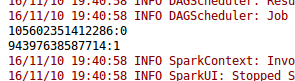 16/11/10 19:40:58 INFO DAGScheduler: Resu
16/11/10 19:40:58 INFO DAGScheduler: Job
105602351412286:0
94397638587714:1
16/11/10 19:40:58 INFO SparkContext: Invo
16/11/10 19:40:58 INFO SparkUI: Stopped S